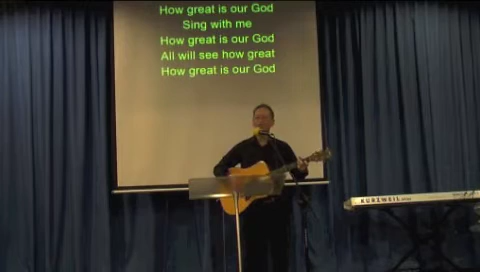 How great is our God
Sing with me
How great is our God
All will see how great
How great is our God
KURZWEIL